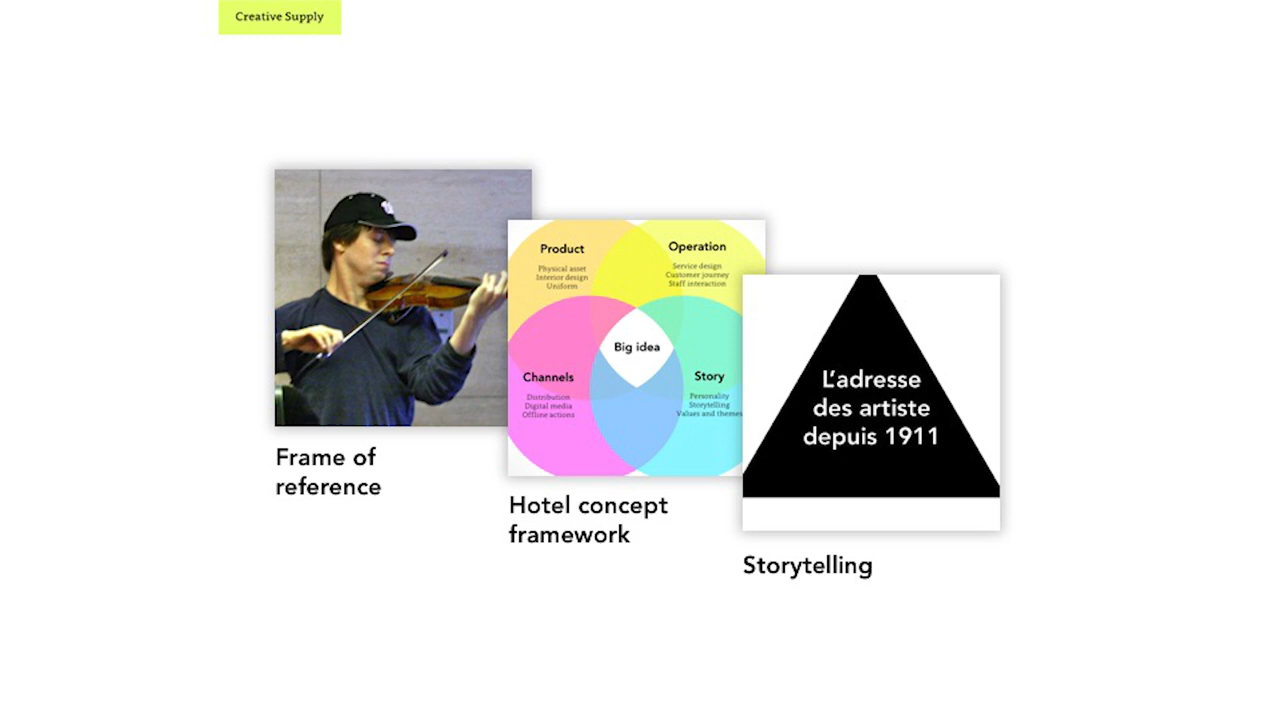 Creative Supply
Frame of
reference
Product
Physical asset
Interior design
Uniform
Operation
Service design
Customer journey
Staff interaction
Big idea
Channels
Distribution
Digital media
Offline actions
Story
Personality
Storytelling
Values and themes
Hotel concept
framework
L'adresse
des artiste
depuis 1911
Storytelling